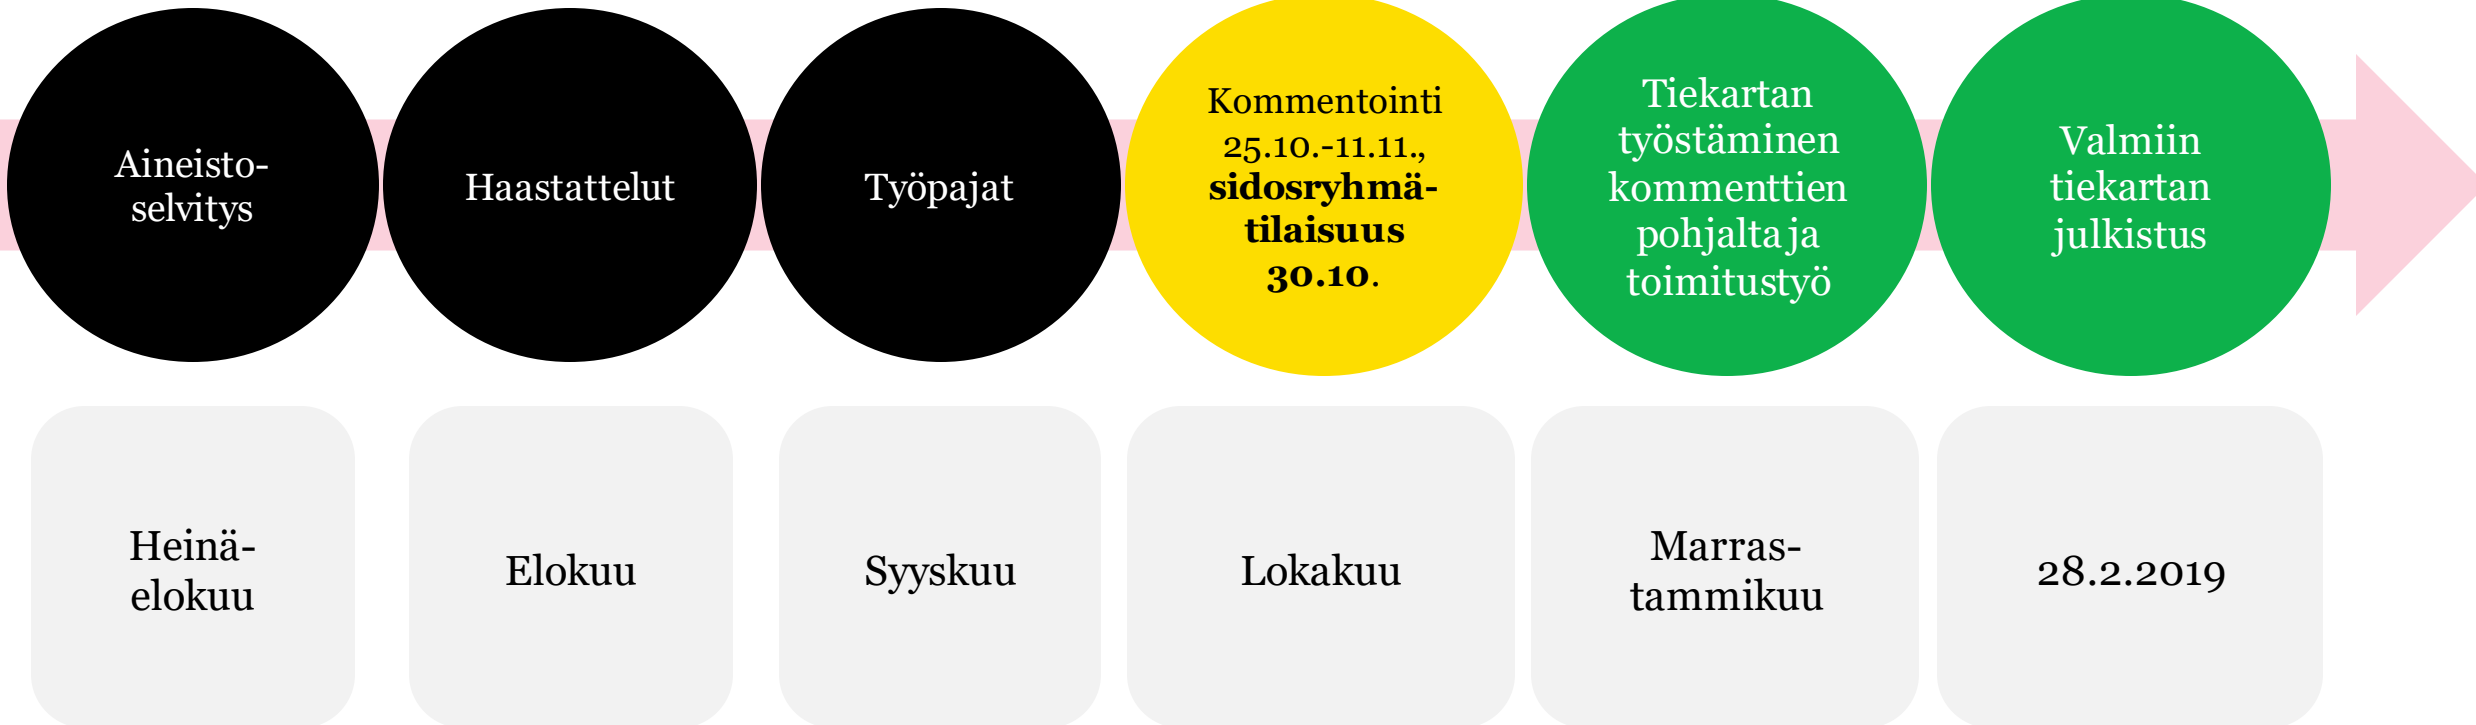 Aineisto-
selvitys
Haastattelut
Työpajat
Kommentointi
25.10.-11.11.,
sidosryhmä-
tilaisuus
30.10.
Tiekartan
työstäminen
kommenttien
pohjalta ja
toimitustyö
Valmiin
tiekartan
julkistus
Heinä-
elokuu
Elokuu
Syyskuu
Lokakuu
Marras-
tammikuu
28.2.2019